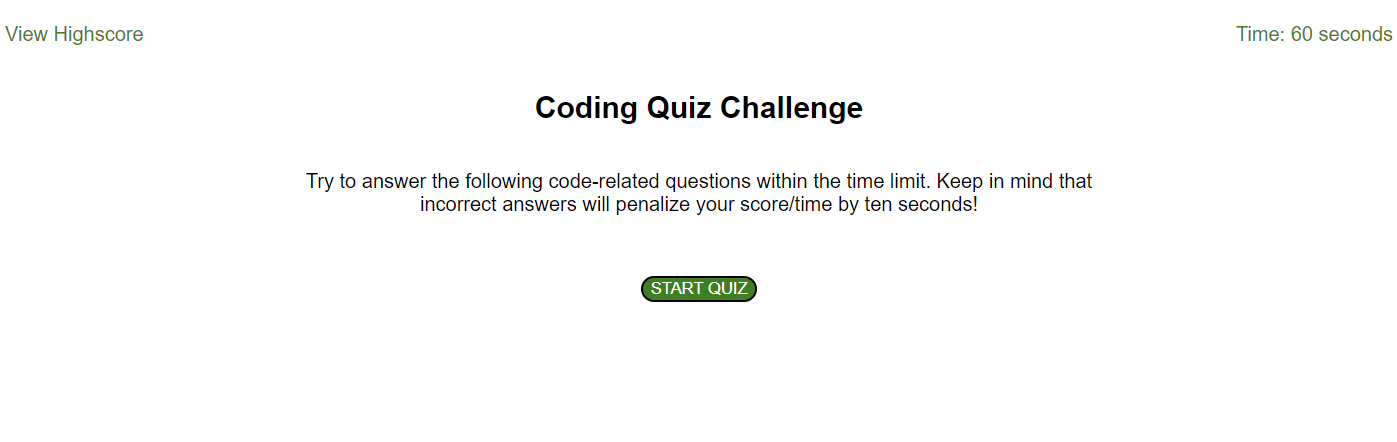 View Highscore
Time: 60 seconds
Coding Quiz Challenge
Try to answer the following code-related questions within the time limit. Keep in mind that
incorrect answers will penalize your score/time by ten seconds!
START QUIZ